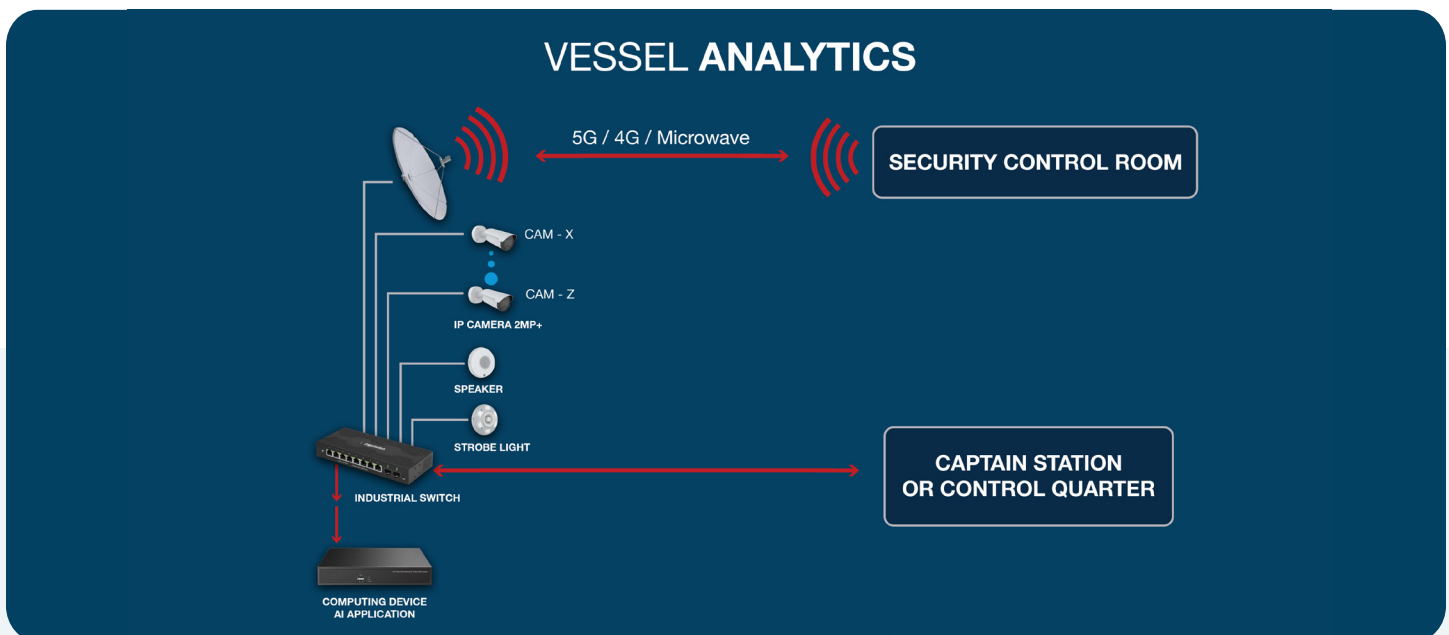 VESSEL ANALYTICS
5G / 4G / Microwave
SECURITY CONTROL ROOM
CAM - X
CAM - Z
IP CAMERA 2MP+
SPEAKER
STROBE LIGHT
INDUSTRIAL SWITCH
CAPTAIN STATION
OR CONTROL QUARTER
COMPUTING DEVICE
AI APPLICATION